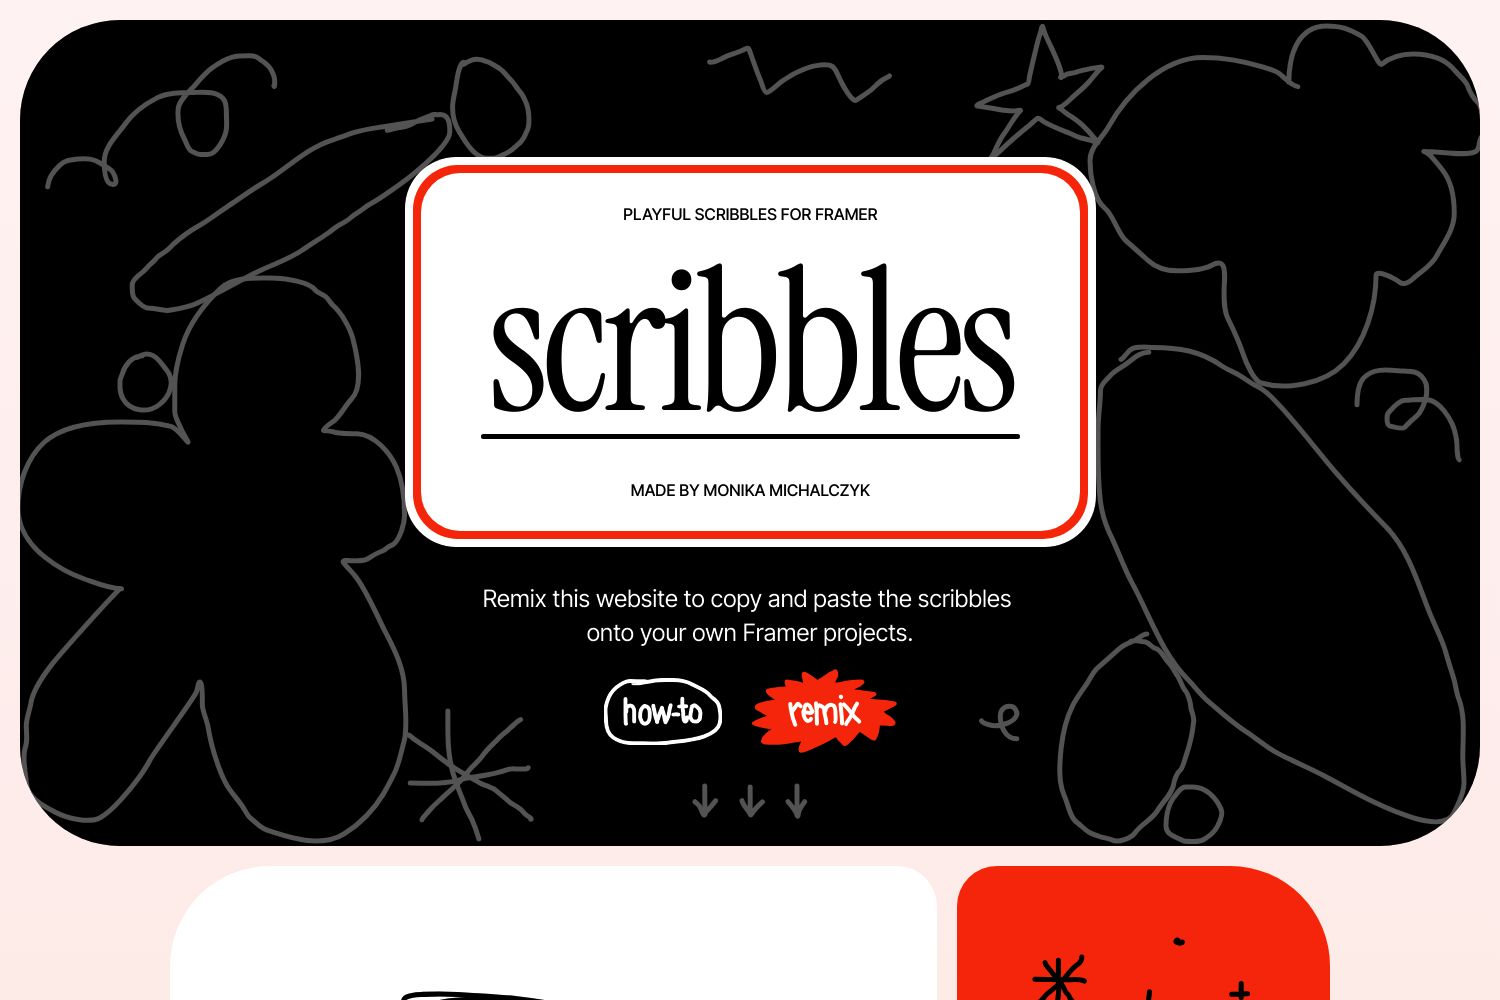 PLAYFUL SCRIBBLES FOR FRAMER
scribbles
MADE BY MONIKA MICHALCZYK
Remix this website to copy and paste the scribbles
onto your own Framer projects.
how-to
remix